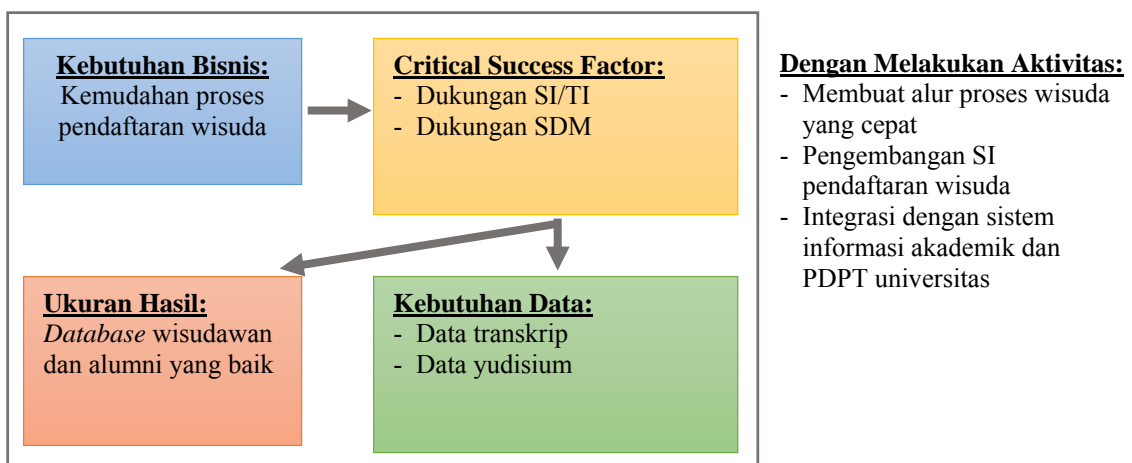 Kebutuhan Bisnis:
Kemudahan proses
pendaftaran wisuda
Critical Success Factor:
- Dukungan SI/TI
- Dukungan SDM
Ukuran Hasil:
Database wisudawan
dan alumni yang baik
Kebutuhan Data:
- Data transkrip
- Data yudisium
Dengan Melakukan Aktivitas:
- Membuat alur proses wisuda
yang cepat
- Pengembangan SI
pendaftaran wisuda
- Integrasi dengan sistem
informasi akademik dan
PDPT universitas